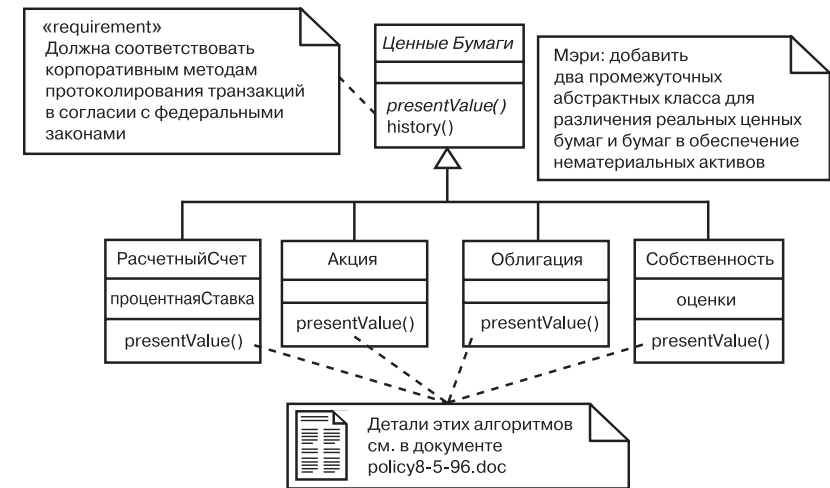 «requirement»
Должна соответствовать
корпоративным методам
протоколирования транзакций
в согласии с федеральными
законами
Ценные Бумаги
presentValue()
history()
Мэри: добавить
два промежуточных
абстрактных класса для
различения реальных ценных
бумаг и бумаг в обеспечение
нематериальных активов
РасчетныйСчет
процентнаяСтавка
presentValue()
Акция
presentValue()
Облигация
presentValue()
Собственность
оценки
presentValue()
Детали этих алгоритмов
см. в документе
policy8-5-96.doc